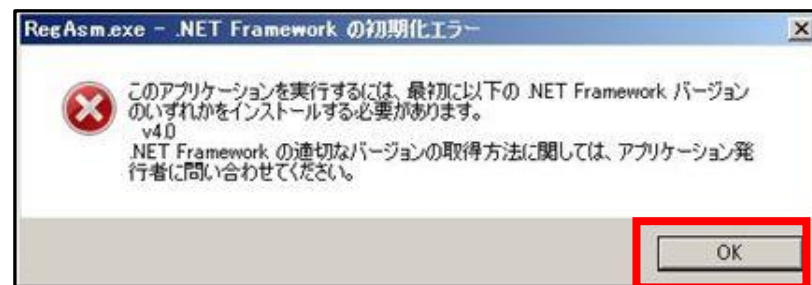 RegAsm.exe - .NET Framework の初期化エラー
このアプリケーションを実行するには、最初に以下の .NET Framework バージョン
のいずれかをインストールする必要があります。
v4.0
.NET Framework の適切なバージョンの取得方法に関しては、アプリケーション発
行者に問い合わせてください。
OK